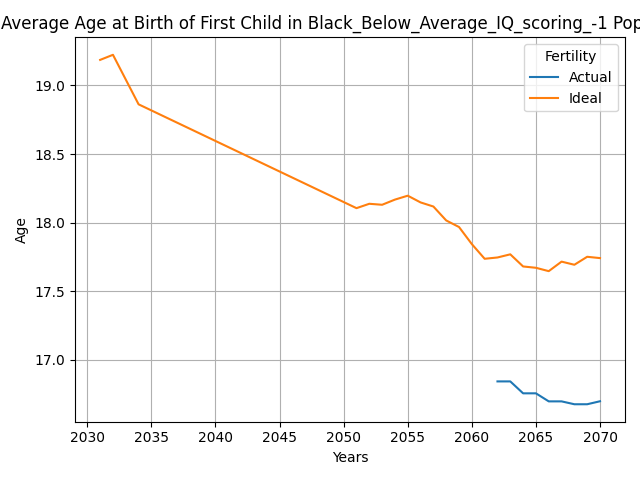 Average Age at Birth of First Child in Black_Below_Average_IQ_scoring_-1 Pop
Fertility
Actual
Ideal
19.0
18.5
18.0
17.5
17.0
Age
2030 2035 2040 2045 2050 2055 2060 2065 2070
Years